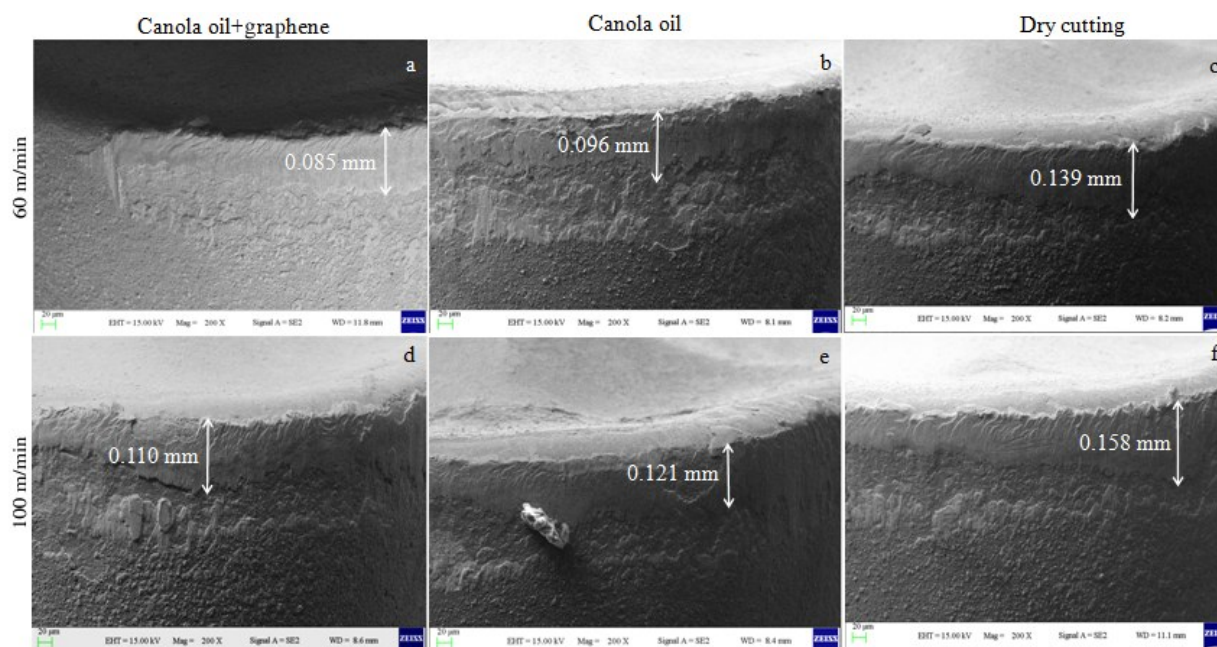 Canola oil+graphene
Canola oil
Dry cutting
60 m/min
a
0.085 mm
20 µm
EHT = 15.00 kV Mag = 200 X Signal A = SE2 WD = 11.8 mm
ZEISS
b
0.096 mm
20 µm
EHT = 15.00 kV Mag = 200 X Signal A = SE2 WD = 8.1 mm
ZEISS
c
0.139 mm
20 µm
EHT = 15.00 kV Mag = 200 X Signal A = SE2 WD = 8.2 mm
ZEISS
100 m/min
d
0.110 mm
20 µm
EHT = 15.00 kV Mag = 200 X Signal A = SE2 WD = 8.6 mm
ZEISS
e
0.121 mm
20 µm
EHT = 15.00 kV Mag = 200 X Signal A = SE2 WD = 8.4 mm
ZEISS
f
0.158 mm
20 µm
EHT = 15.00 kV Mag = 200 X Signal A = SE2 WD = 11.1 mm
ZEISS